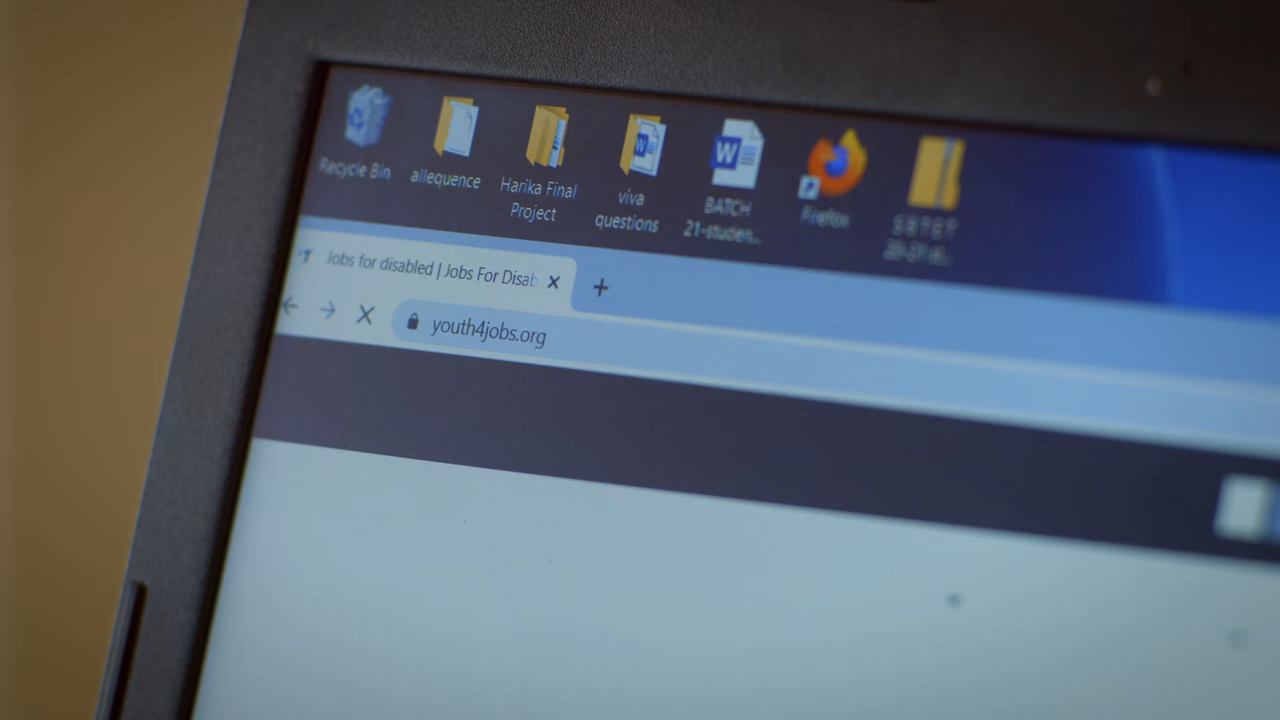 Recycle Bin
allequence
Harika Final
Project
viva
questions
BATCH
21-studen...
Firefox
SBTET
Jobs for disabled | Jobs For Disab
youth4jobs.org